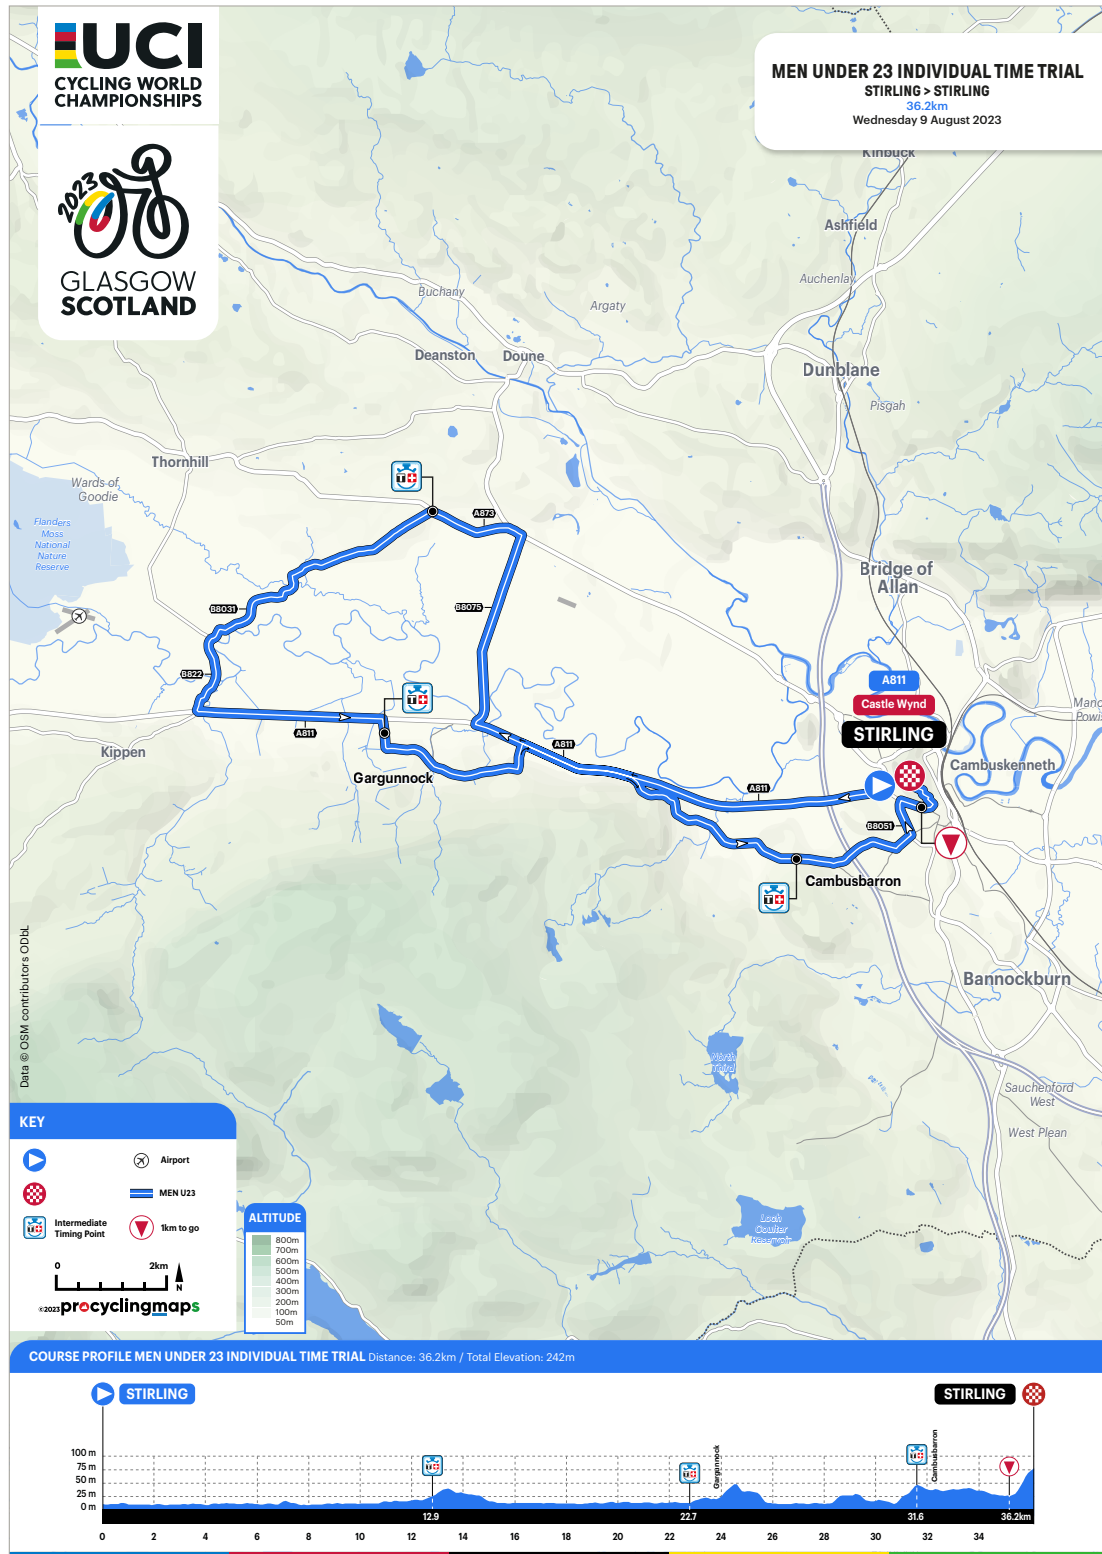 UCI
CYCLING WORLD
CHAMPIONSHIPS
2023
GLASGOW
SCOTLAND
MEN UNDER 23 INDIVIDUAL TIME TRIAL
STIRLING > STIRLING
36.2km
Wednesday 9 August 2023
Kinbuck
Ashfield
Auchenlay
Buchany
Argaty
Deanston
Doune
Dunblane
Pisgah
Thornhill
Wards of
Goodie
Flanders
Moss
National
Nature
Reserve
A873
Bridge of
Allan
B8031
B8075
B822
A811
Castle Wynd
STIRLING
A811
Kippen
A811
Gargunnock
A811
Cambuskenneth
B8051
Cambusbarron
Bannockburn
North
Third
Sauchenford
West
West Plean
Loch
Coulter
Reservoir
Data © OSM contributors ODbL
KEY
Airport
MEN U23
Intermediate
Timing Point
1km to go
0 2km
N
©2023 procyclingmaps
ALTITUDE
800m
700m
600m
500m
400m
300m
200m
100m
50m
COURSE PROFILE MEN UNDER 23 INDIVIDUAL TIME TRIAL Distance: 36.2km / Total Elevation: 242m
STIRLING
STIRLING
100 m
75 m
50 m
25 m
0 m
Gargunnock
Cambusbarron
12.9 22.7 31.6 36.2km
0 2 4 6 8 10 12 14 16 18 20 22 24 26 28 30 32 34